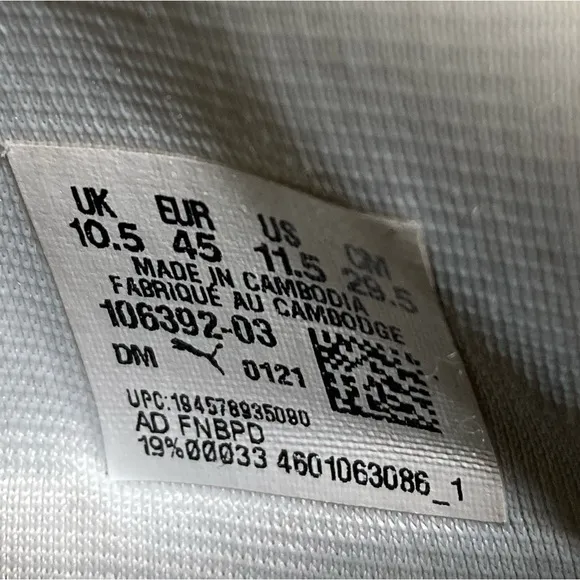 UK EUR US CM
10.5 45 11.5 29.5
MADE IN CAMBODIA
FABRIQUÉ AU CAMBODGE
106392-03
DM 0121
UPC:194578935090
AD FNBPD
19%00033 4601063086_1